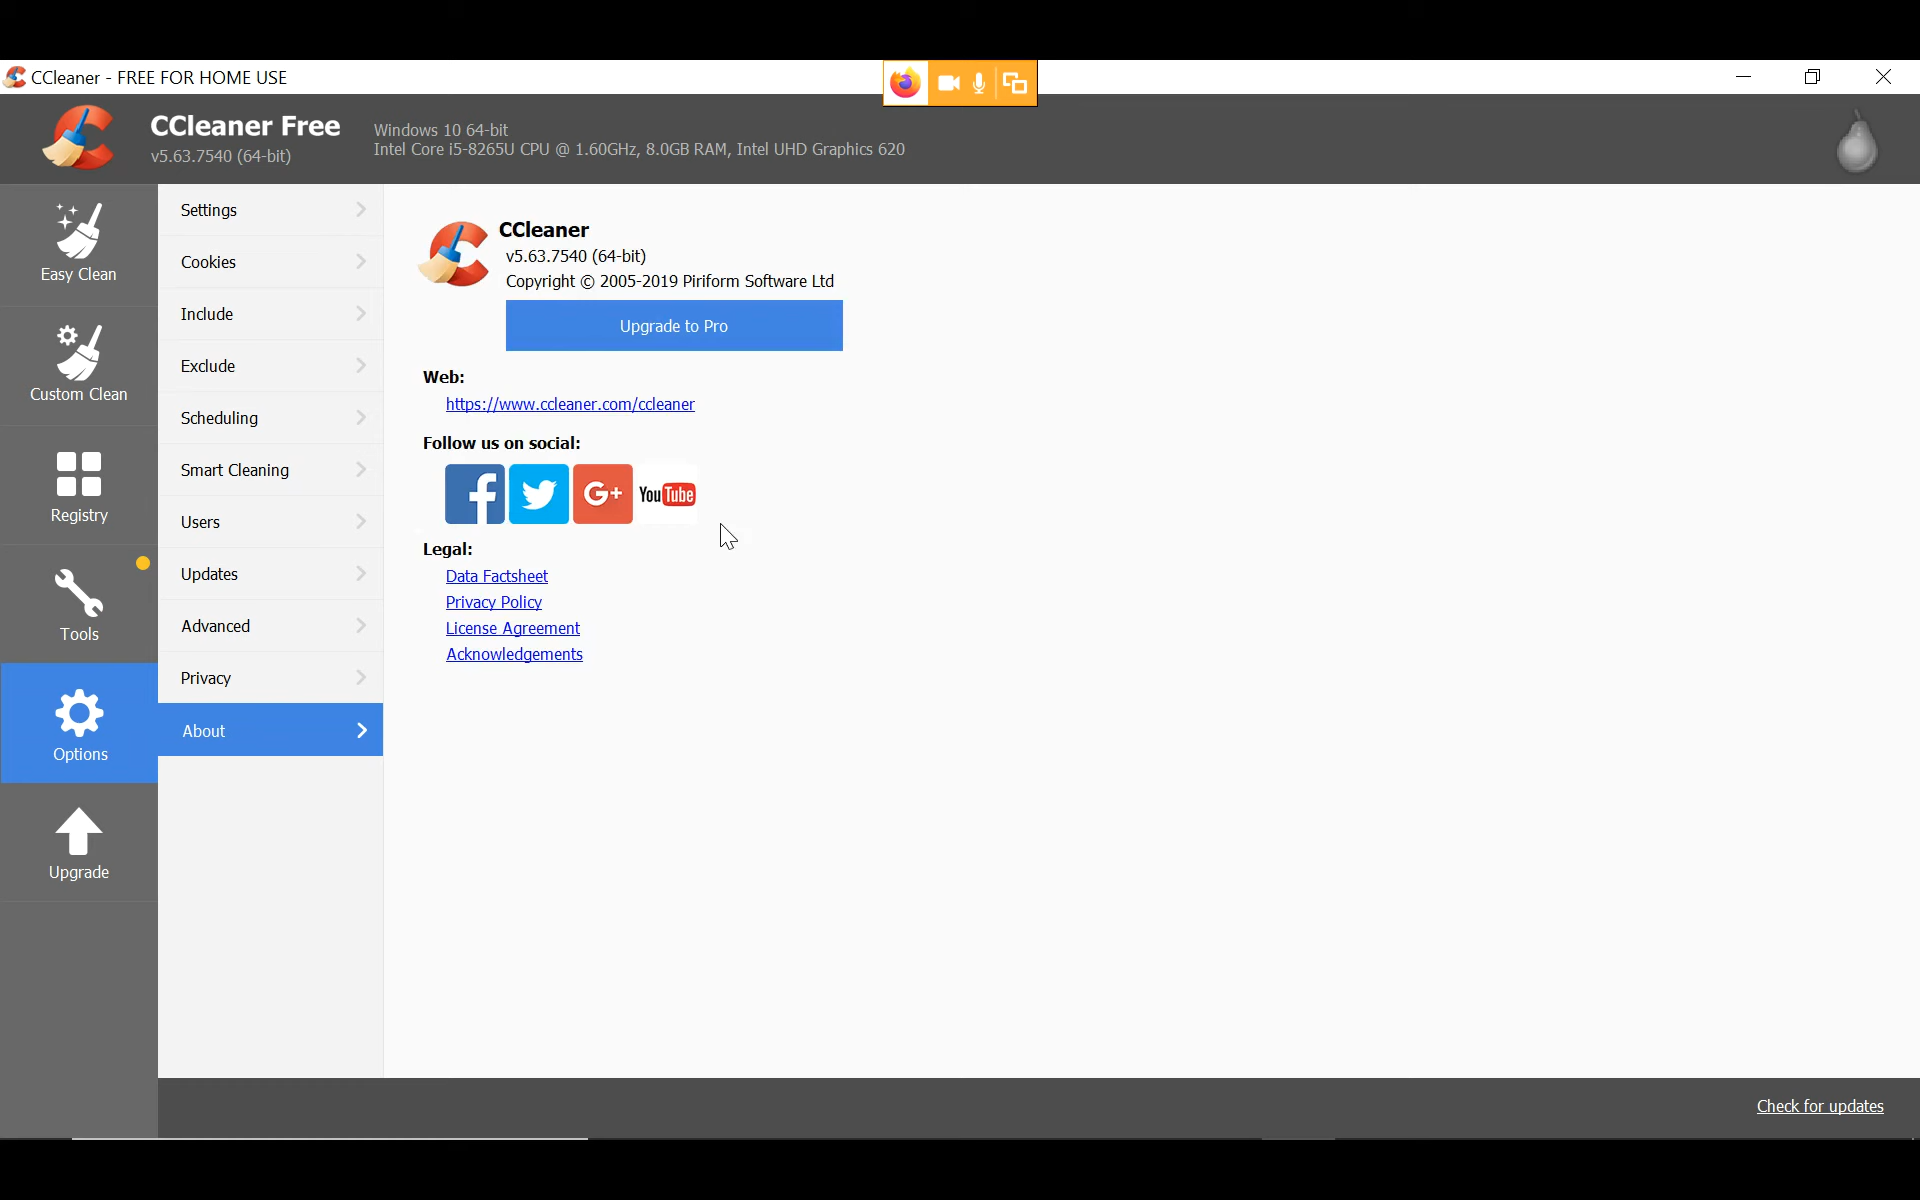 CCleaner - FREE FOR HOME USE
CCleaner Free
v5.63.7540 (64-bit)
Windows 10 64-bit
Intel Core i5-8265U CPU @ 1.60GHz, 8.0GB RAM, Intel UHD Graphics 620
Easy Clean
Custom Clean
Registry
Tools
Options
Upgrade
Settings
Cookies
Include
Exclude
Scheduling
Smart Cleaning
Users
Updates
Advanced
Privacy
About
CCleaner
v5.63.7540 (64-bit)
Copyright © 2005-2019 Piriform Software Ltd
Upgrade to Pro
Web:
https://www.ccleaner.com/ccleaner
Follow us on social:
f G+ YouTube
Legal:
Data Factsheet
Privacy Policy
License Agreement
Acknowledgements
Check for updates